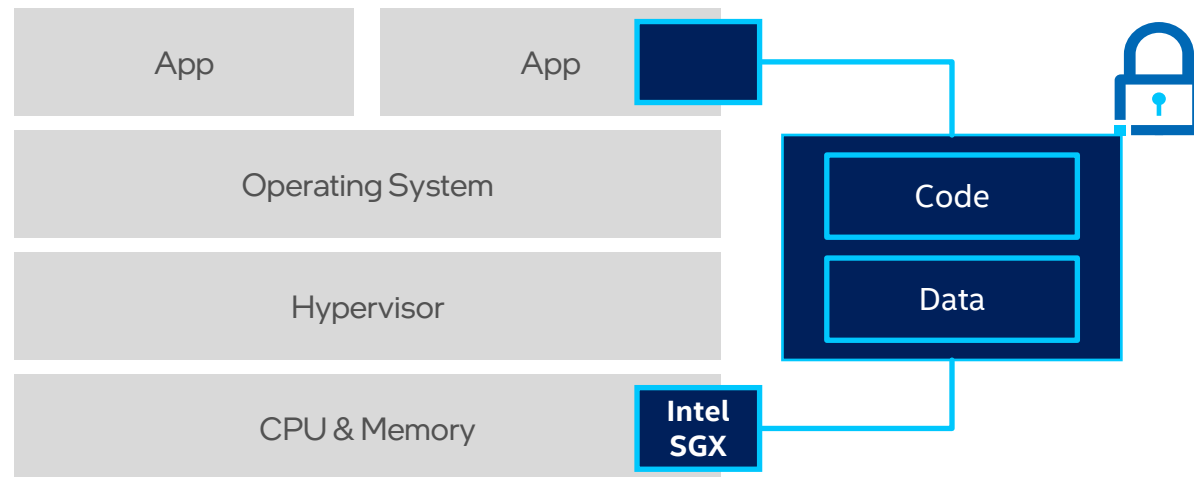 App
App
Operating System
Code
Data
Hypervisor
CPU & Memory
Intel
SGX